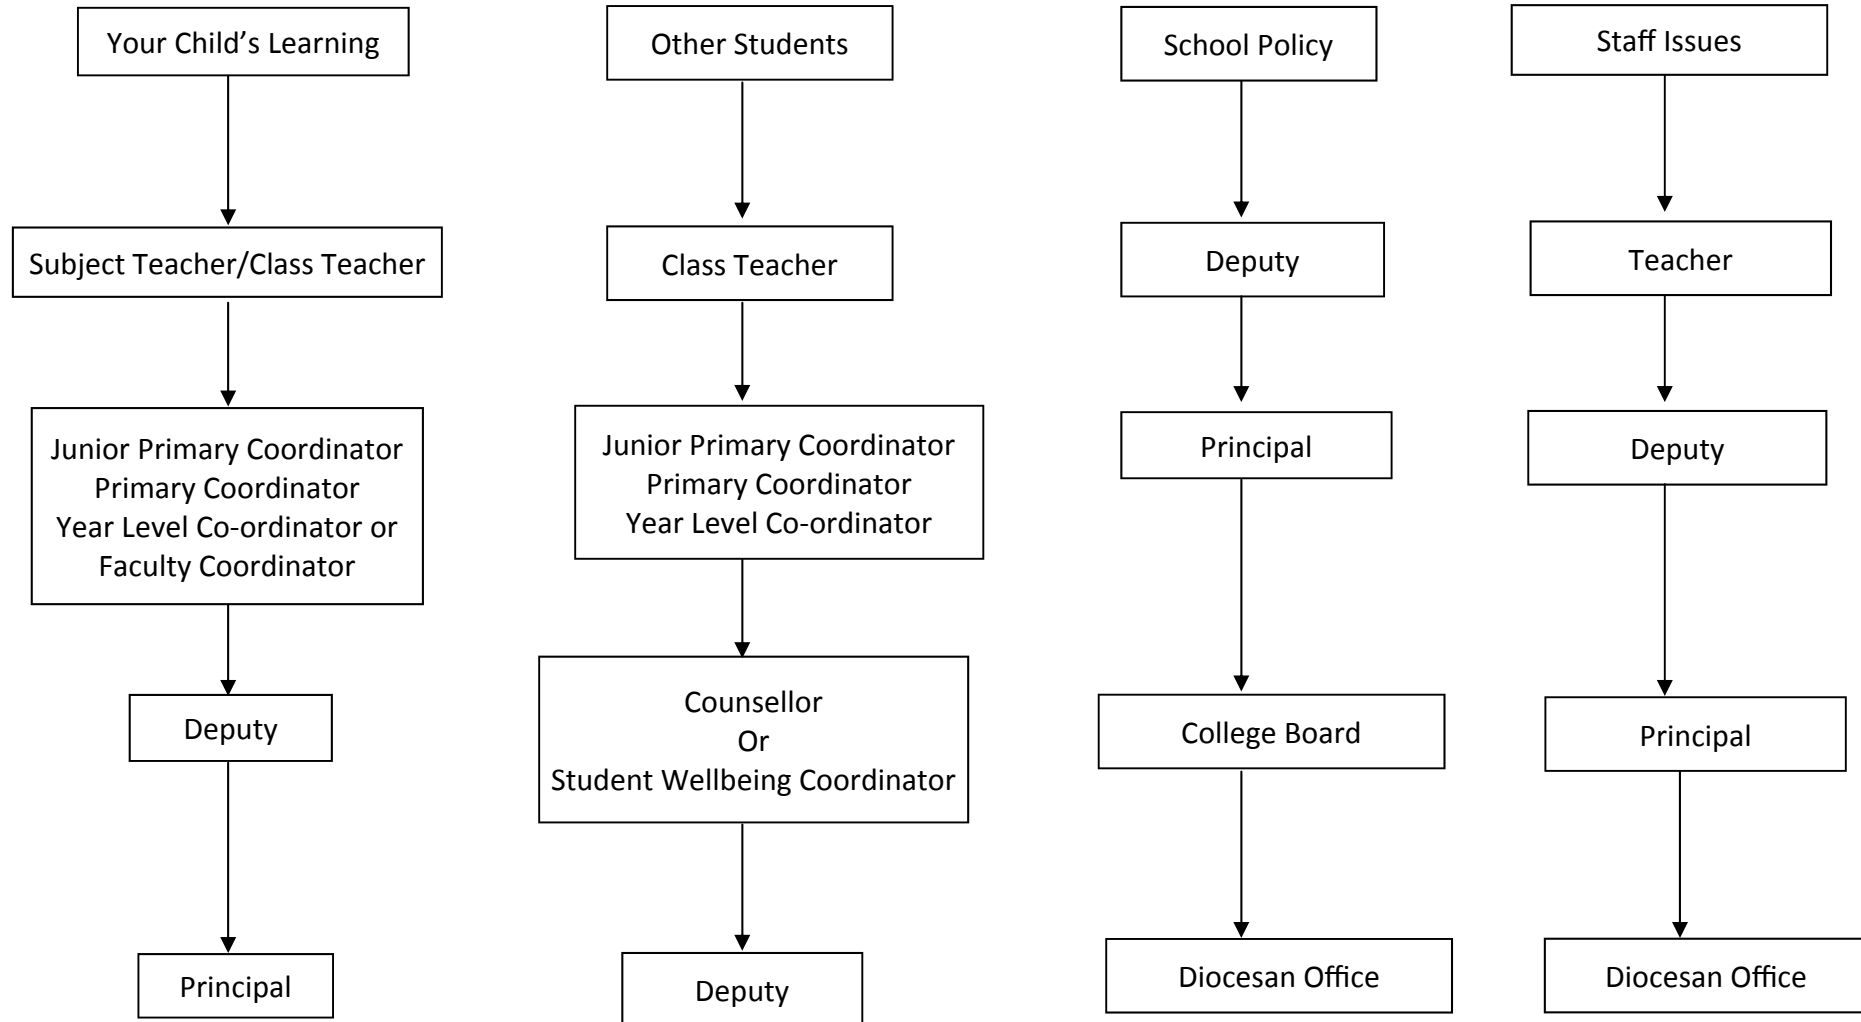 Your Child’s Learning
Subject Teacher/Class Teacher
Junior Primary Coordinator
Primary Coordinator
Year Level Co-ordinator or
Faculty Coordinator
Deputy
Principal
Other Students
Class Teacher
Junior Primary Coordinator
Primary Coordinator
Year Level Co-ordinator
Counsellor
Or
Student Wellbeing Coordinator
Deputy
School Policy
Deputy
Principal
College Board
Diocesan Office
Staff Issues
Teacher
Deputy
Principal
Diocesan Office